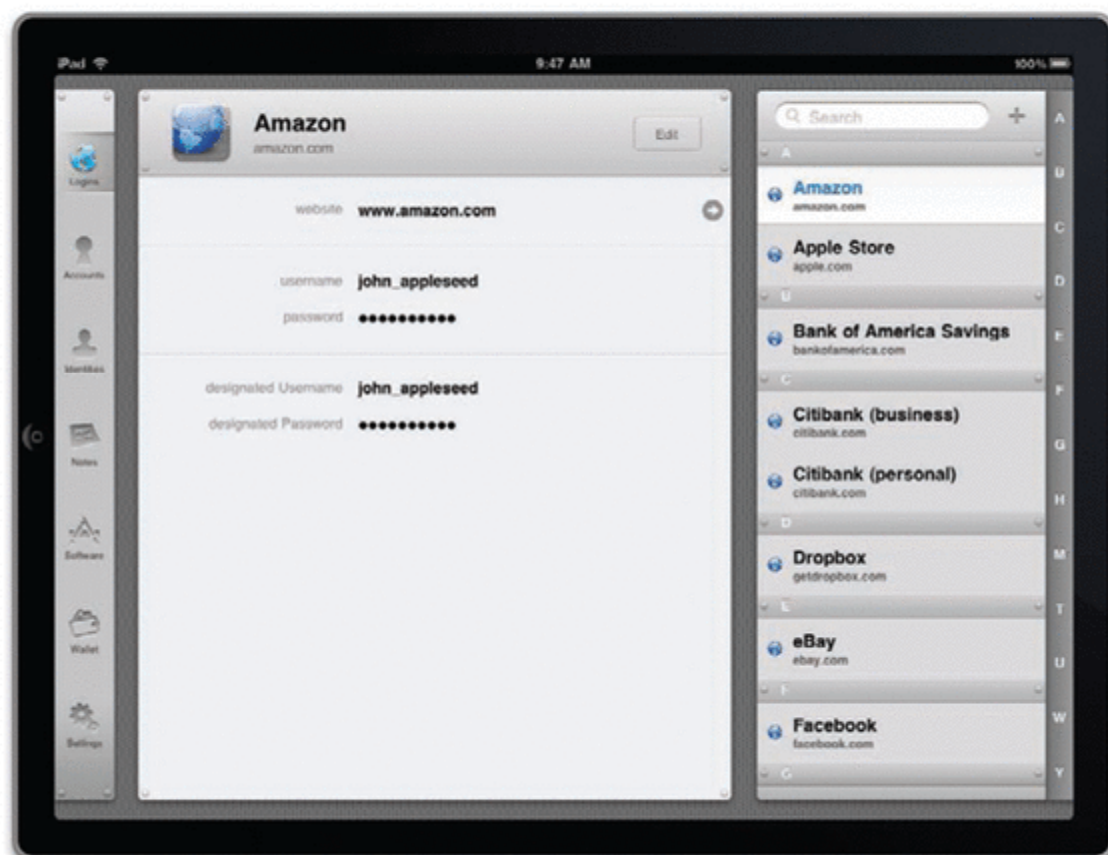 iPad 9:47 AM 100%
Logins
Accounts
Identities
Notes
Software
Wallet
Settings
Amazon
amazon.com
Edit
website www.amazon.com
username john_appleseed
password ●●●●●●●●●●
designated Username john_appleseed
designated Password ●●●●●●●●●●
Search +
A
Amazon
amazon.com
Apple Store
apple.com
B
Bank of America Savings
bankofamerica.com
C
Citibank (business)
citibank.com
Citibank (personal)
citibank.com
D
Dropbox
getdropbox.com
E
eBay
ebay.com
F
Facebook
facebook.com
G
A
B
C
D
E
F
G
H
M
T
U
W
Y